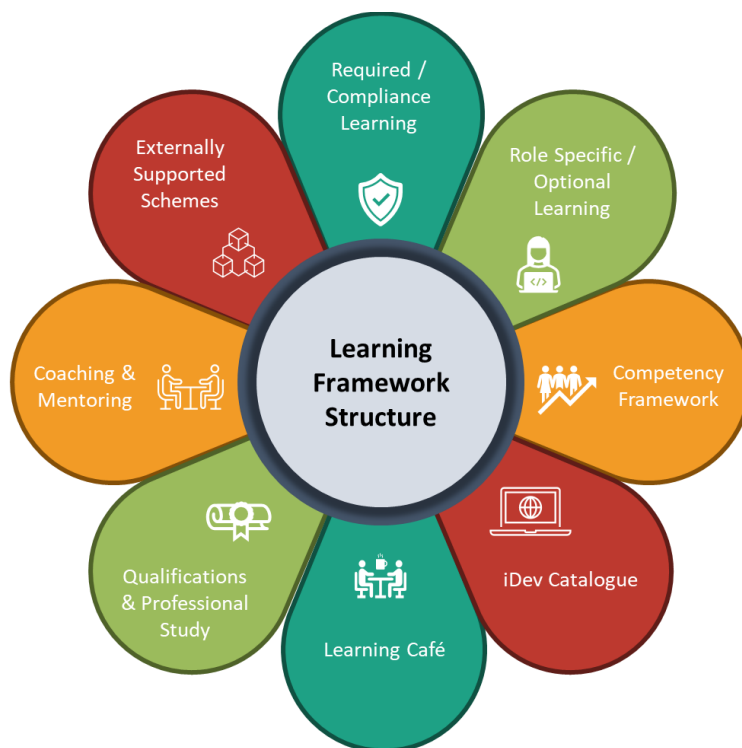 Required /
Compliance
Learning
Role Specific /
Optional
Learning
Competency
Framework
iDev Catalogue
Learning Café
Qualifications
& Professional
Study
Coaching &
Mentoring
Externally
Supported
Schemes
Learning
Framework
Structure